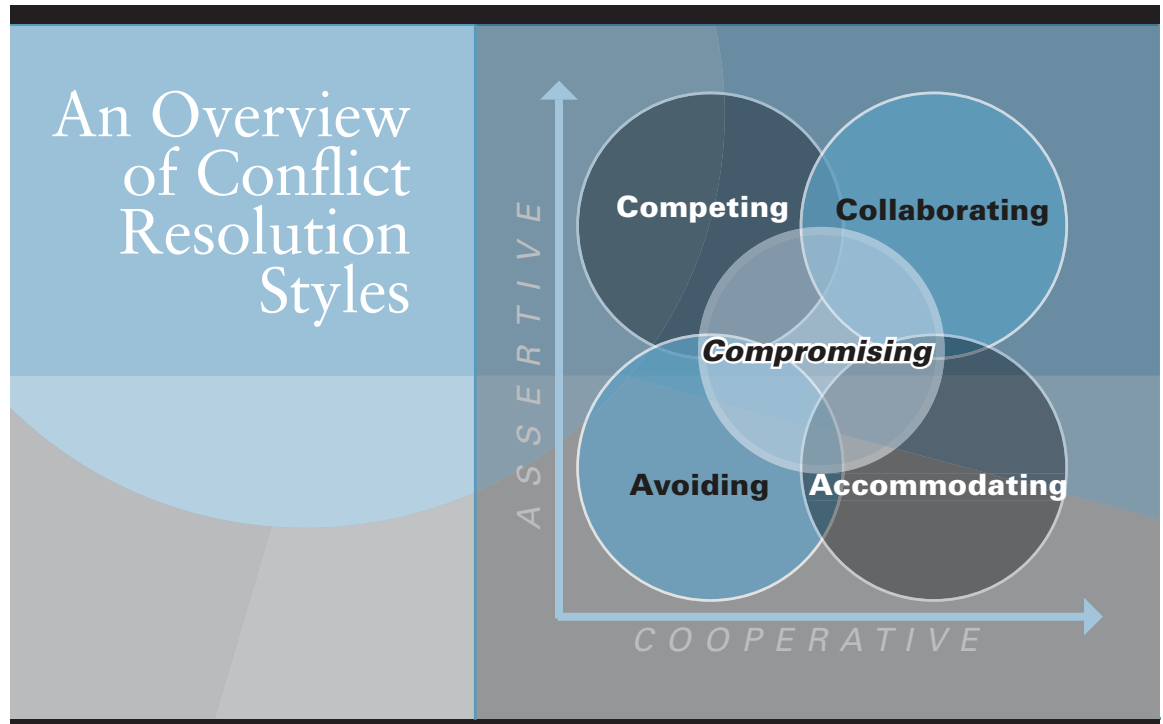 An Overview
of Conflict
Resolution
Styles
ASSERTIVE
Competing
Collaborating
Compromising
Avoiding
Accommodating
COOPERATIVE